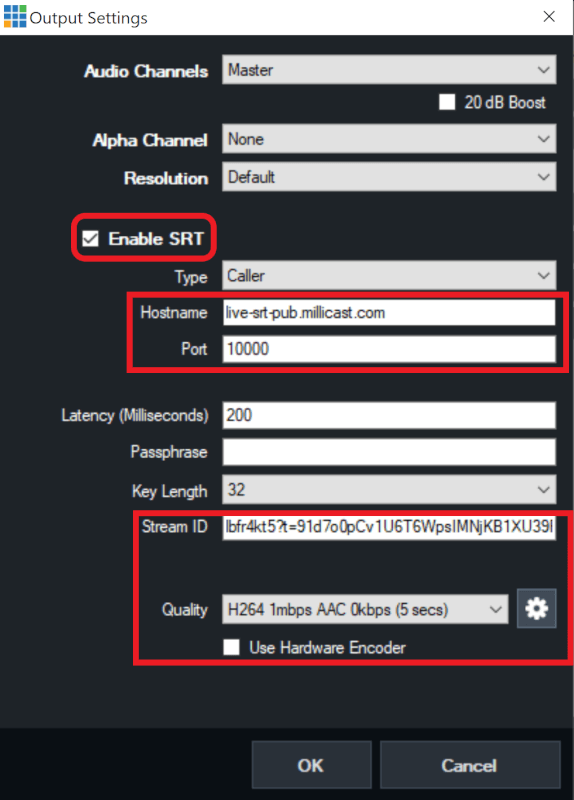 Output Settings
Audio Channels Master
20 dB Boost
Alpha Channel None
Resolution Default
Enable SRT
Type Caller
Hostname live-srt-pub.millicast.com
Port 10000
Latency (Milliseconds) 200
Passphrase
Key Length 32
Stream ID lbfr4kt5?t=91d7o0pCv1U6T6WpsIMNjKB1XU39
Quality H264 1mbps AAC 0kbps (5 secs)
Use Hardware Encoder
OK Cancel